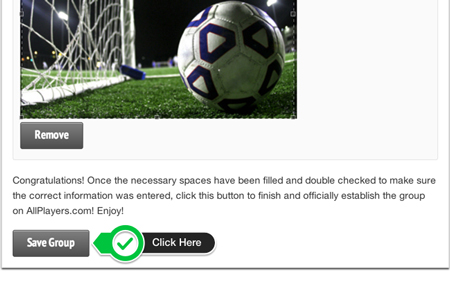 Remove
Congratulations! Once the necessary spaces have been filled and double checked to make sure
the correct information was entered, click this button to finish and officially establish the group
on AllPlayers.com! Enjoy!
Save Group Click Here